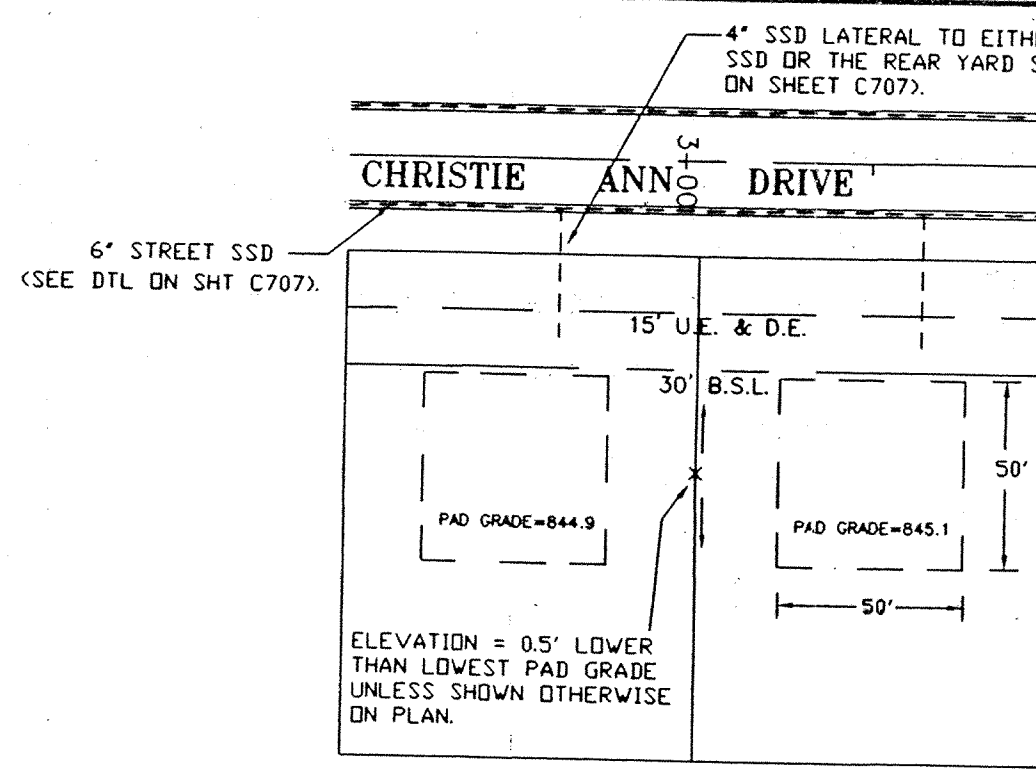 4" SSD LATERAL TO
SSD OR THE REAR YARD
ON SHEET C707).
3+00
CHRISTIE ANN DRIVE
6" STREET SSD
(SEE DTL ON SHT C707).
15' U.E. & D.E.
30' B.S.L.
50'
PAD GRADE=844.9
PAD GRADE=845.1
50'
ELEVATION = 0.5' LOWER
THAN LOWEST PAD GRADE
UNLESS SHOWN OTHERWISE
ON PLAN.